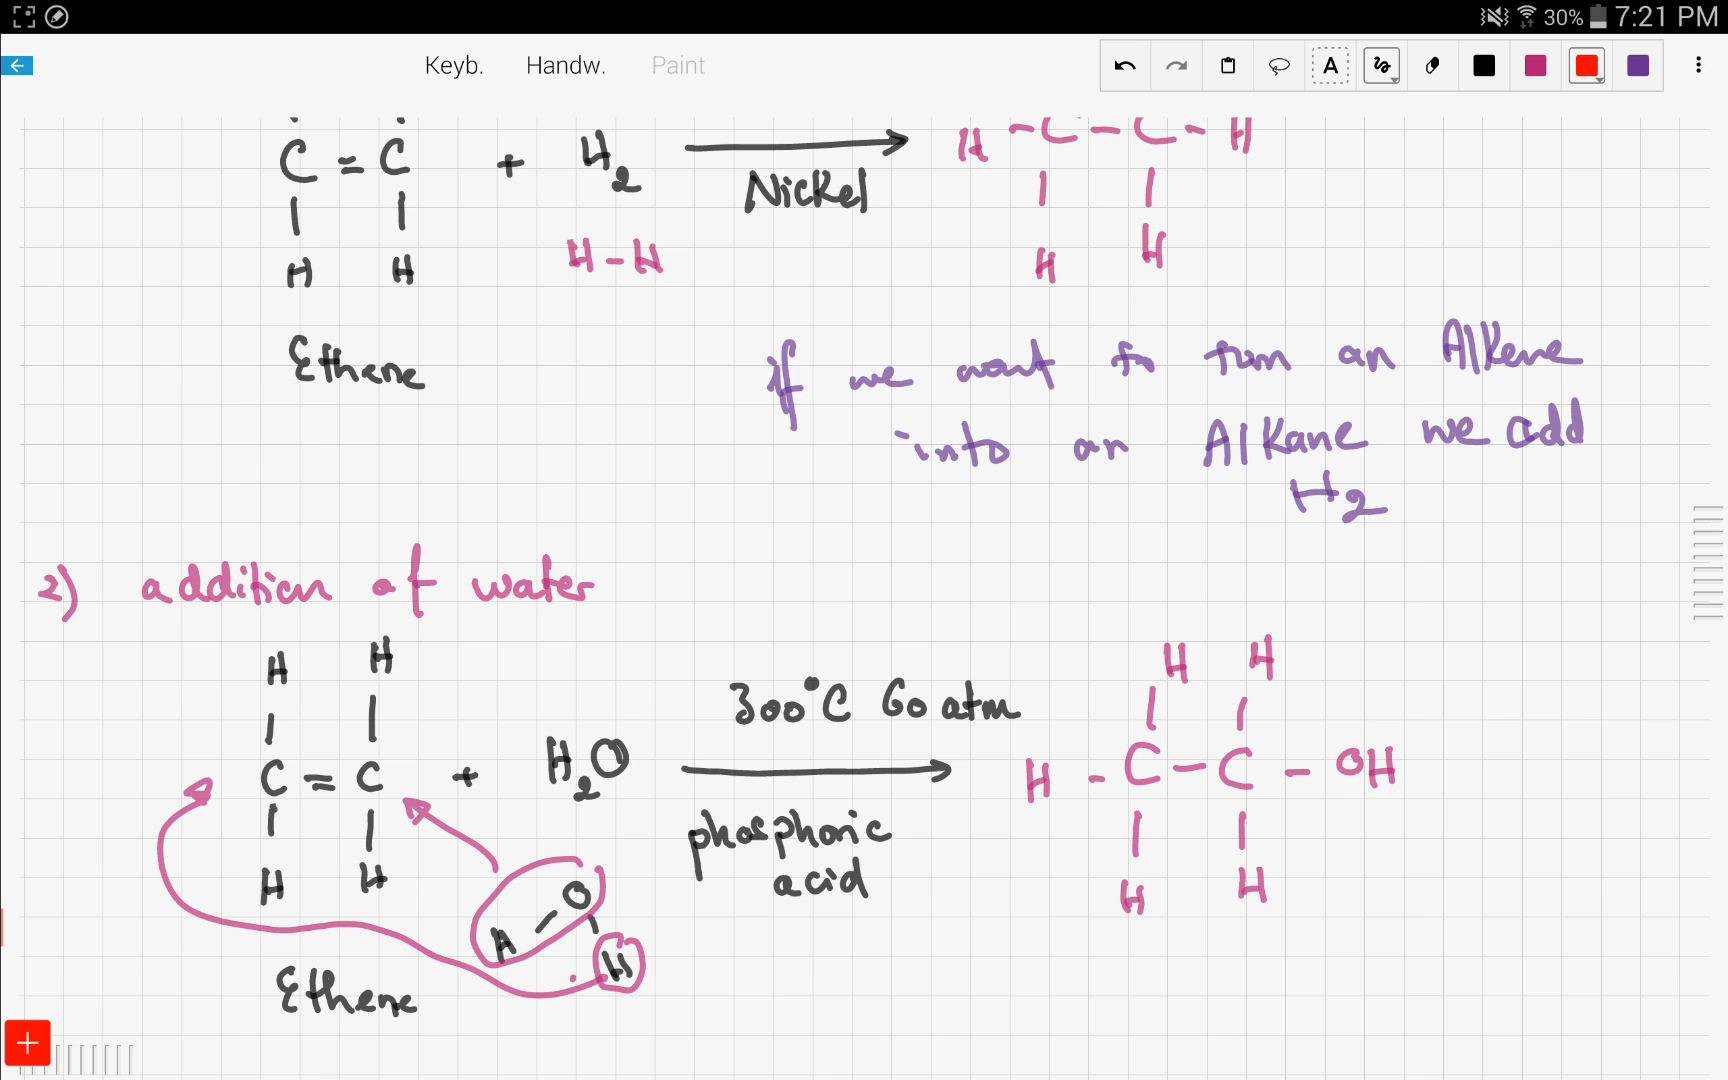 30% 7:21 PM
Keyb. Handw. Paint
A
H - C - C - H
C = C + H2
Nickel
H H H - H H H
Ethene
if we want to turn an Alkene
into an Alkane we add
H2
2) addition of water
H H H H
300°C 60 atm
C = C + H2O H - C - C - OH
phosphoric
acid
H H O H H
H H
Ethene